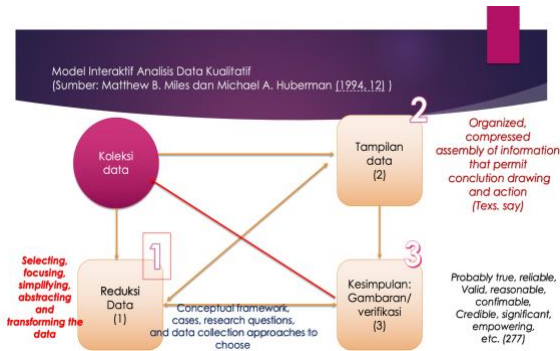 Model Interaktif Analisis Data Kualitatif
(Sumber: Matthew B. Miles dan Michael A. Huberman (1994, 12) )
Koleksi
data
2
Tampilan
data
(2)
Organized,
compressed
assembly of information
that permit
conclution drawing
and action
(Texs. say)
Selecting,
focusing,
simplifying,
abstracting
and
transforming the
data
1
Reduksi
Data
(1)
Conceptual framework,
cases, research questions,
and data collection approaches to
choose
3
Kesimpulan:
Gambaran/
verifikasi
(3)
Probably true, reliable,
Valid, reasonable,
confimable,
Credible, significant,
empowering,
etc. (277)